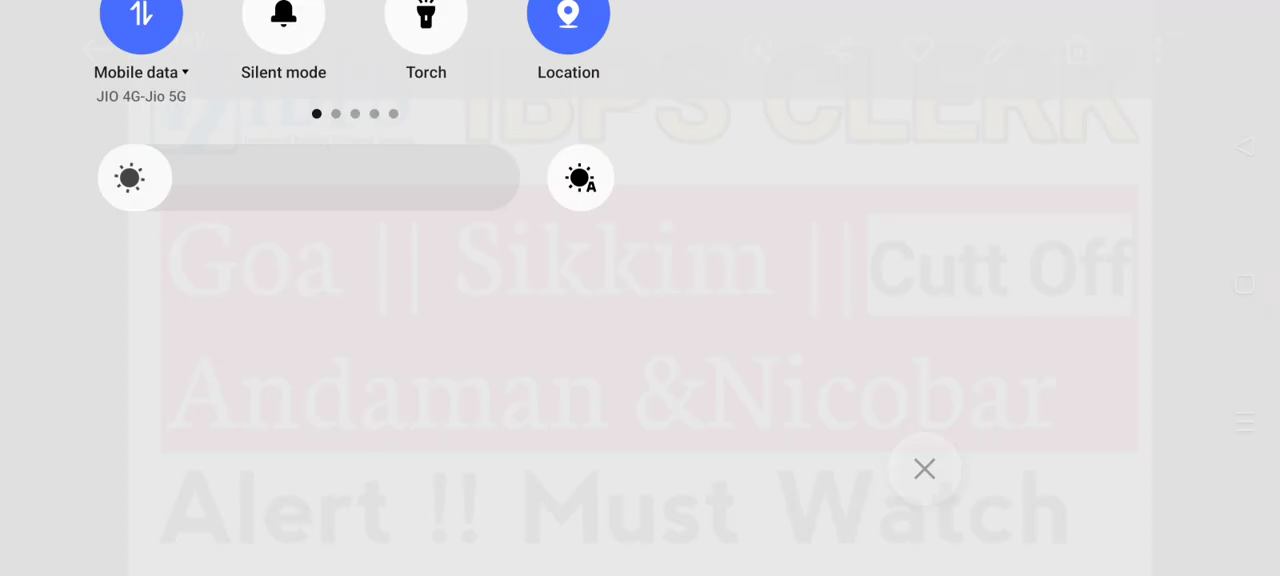 Mobile data Silent mode Torch Location
JIO 4G-Jio 5G
IBPS CLERK
Goa || Sikkim || Cutt Off
Andaman &Nicobar
Alert !! Must Watch